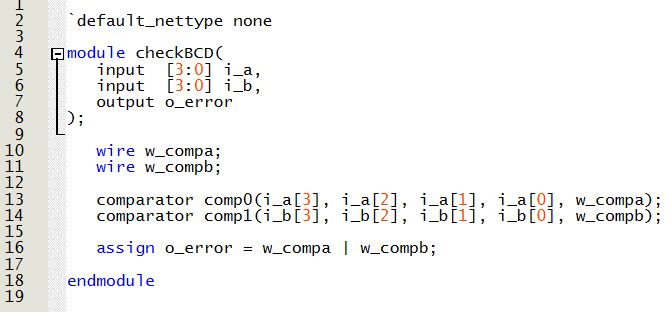 1
2 `default_nettype none
3
4 module checkBCD(
5 input [3:0] i_a,
6 input [3:0] i_b,
7 output o_error
8 );
9
10 wire w_compa;
11 wire w_compb;
12
13 comparator comp0(i_a[3], i_a[2], i_a[1], i_a[0], w_compa);
14 comparator comp1(i_b[3], i_b[2], i_b[1], i_b[0], w_compb);
15
16 assign o_error = w_compa | w_compb;
17
18 endmodule
19